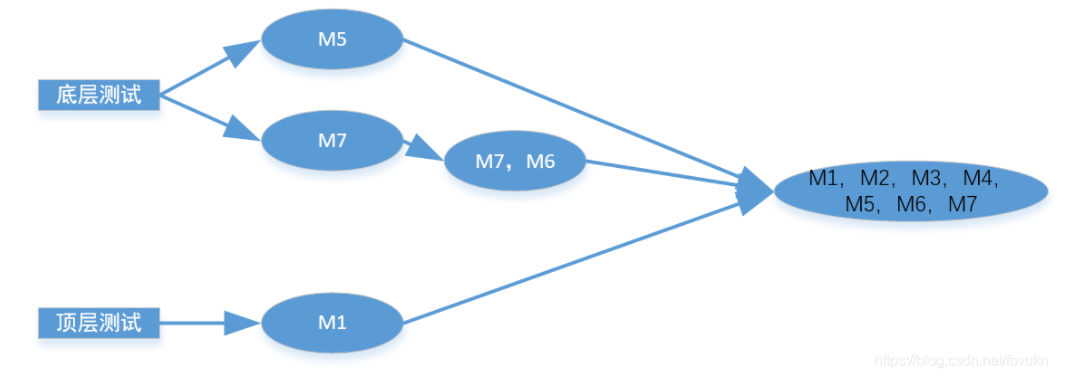 M5
底层测试
M7
M7，M6
M1，M2，M3，M4，
M5，M6，M7
顶层测试
M1
https://blog.csdn.net/lbvukn